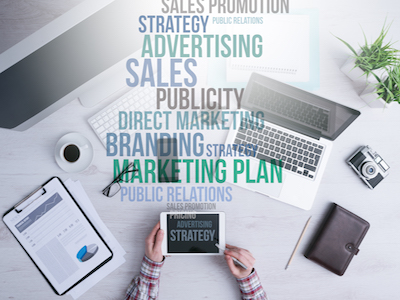 SALES PROMOTION
STRATEGY PUBLIC RELATIONS
ADVERTISING
SALES
PUBLICITY
DIRECT MARKETING
BRANDING STRATEGY
MARKETING PLAN
PUBLIC RELATIONS
SALES PROMOTION
PRICING ADVERTISING
STRATEGY